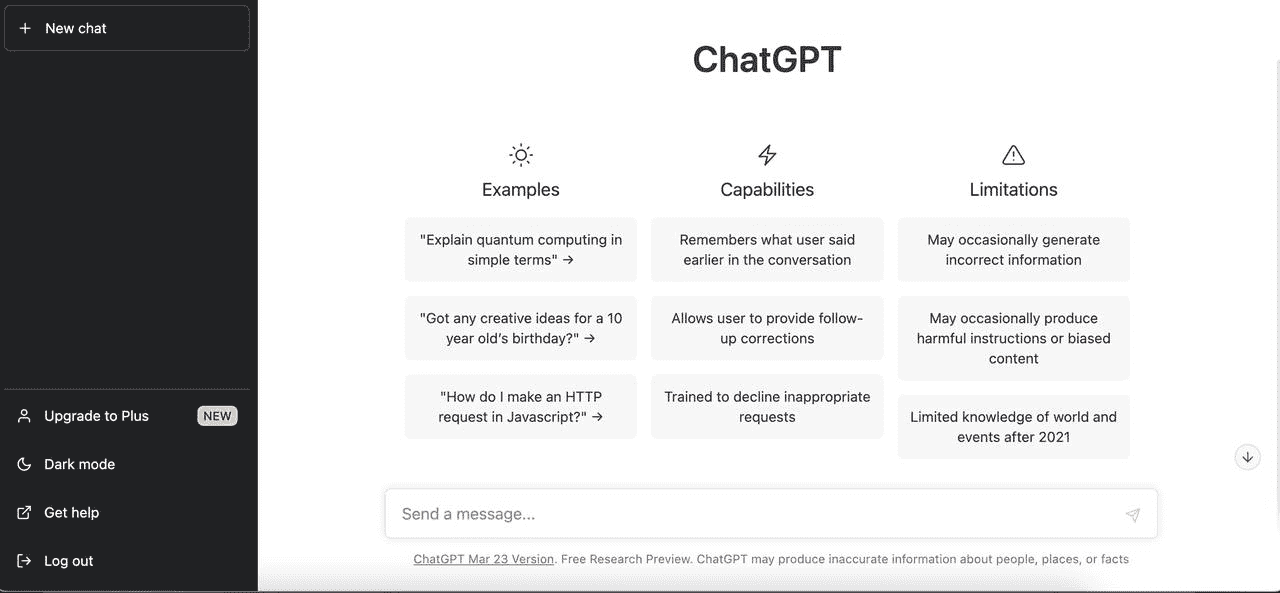 New chat
ChatGPT
Examples
"Explain quantum computing in
simple terms" →
"Got any creative ideas for a 10
year old's birthday?" →
"How do I make an HTTP
request in Javascript?" →
Capabilities
Remembers what user said
earlier in the conversation
Allows user to provide follow-
up corrections
Trained to decline inappropriate
requests
Limitations
May occasionally generate
incorrect information
May occasionally produce
harmful instructions or biased
content
Limited knowledge of world and
events after 2021
Upgrade to Plus NEW
Dark mode
Get help
Log out
Send a message...
ChatGPT Mar 23 Version. Free Research Preview. ChatGPT may produce inaccurate information about people, places, or facts